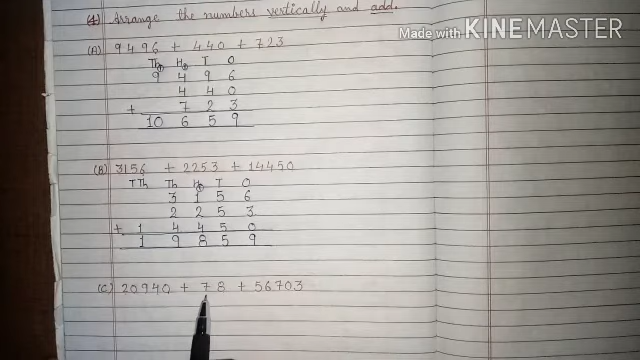 (1) Arrange the numbers vertically and add.
Made with KINEMASTER
(A) 9496 + 440 + 723
Th H T O
9 4 9 6
4 4 0
+ 7 2 3
10 6 5 9
(B) 3156 + 2253 + 14450
T Th Th H T O
3 1 5 6
2 2 5 3
+ 1 4 4 5 0
1 9 8 5 9
(C) 20940 + 78 + 56703